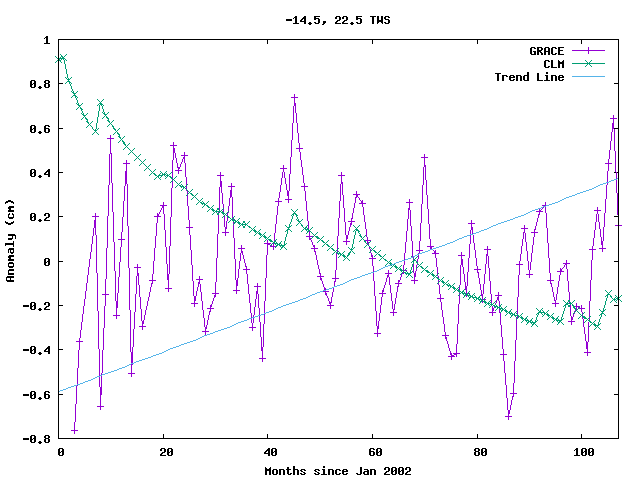 -14.5, 22.5 TWS
GRACE
CLM
Trend Line
1
0.8
0.6
0.4
0.2
0
-0.2
-0.4
-0.6
-0.8
Anomaly (cm)
0 20 40 60 80 100
Months since Jan 2002